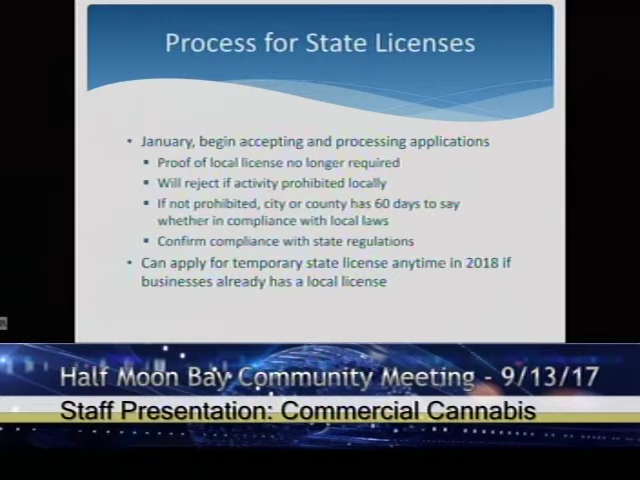 Process for State Licenses
• January, begin accepting and processing applications
▪ Proof of local license no longer required
▪ Will reject if activity prohibited locally
▪ If not prohibited, city or county has 60 days to say
whether in compliance with local laws
▪ Confirm compliance with state regulations
• Can apply for temporary state license anytime in 2018 if
businesses already has a local license
Half Moon Bay Community Meeting - 9/13/17
Staff Presentation: Commercial Cannabis